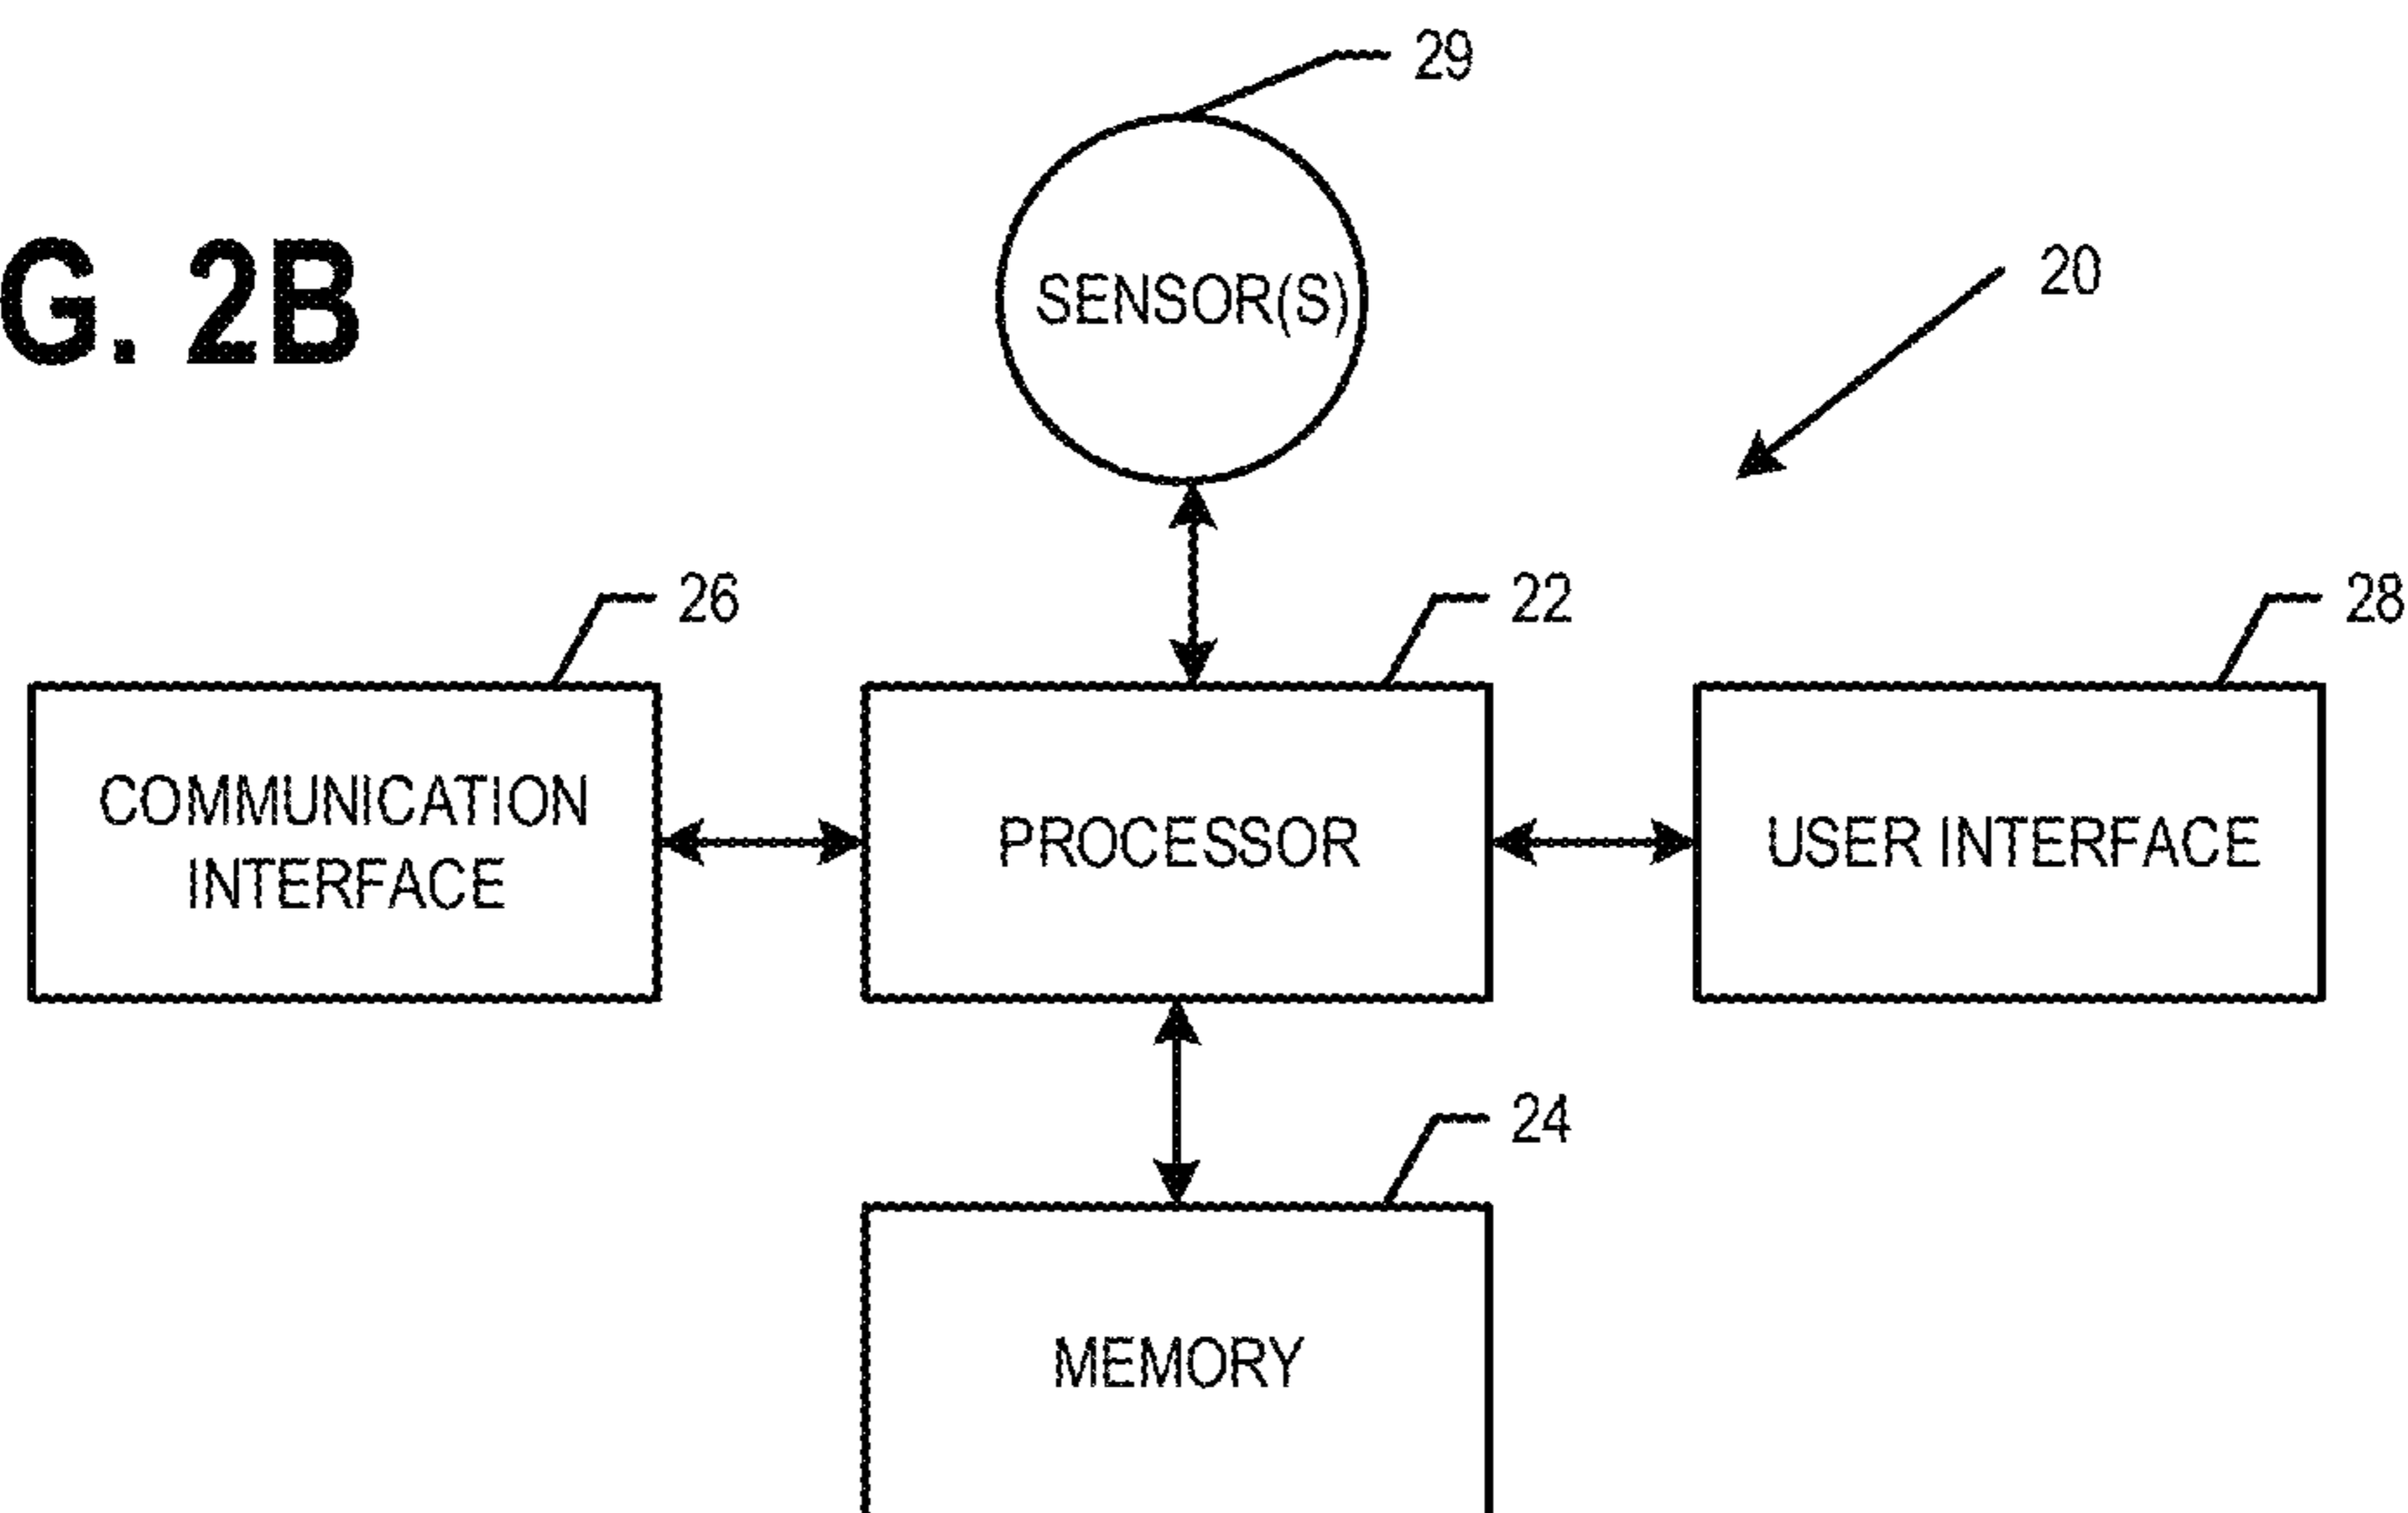 29
G. 2B
SENSOR(S)
20
26
22
28
COMMUNICATION
INTERFACE
PROCESSOR
USER INTERFACE
24
MEMORY